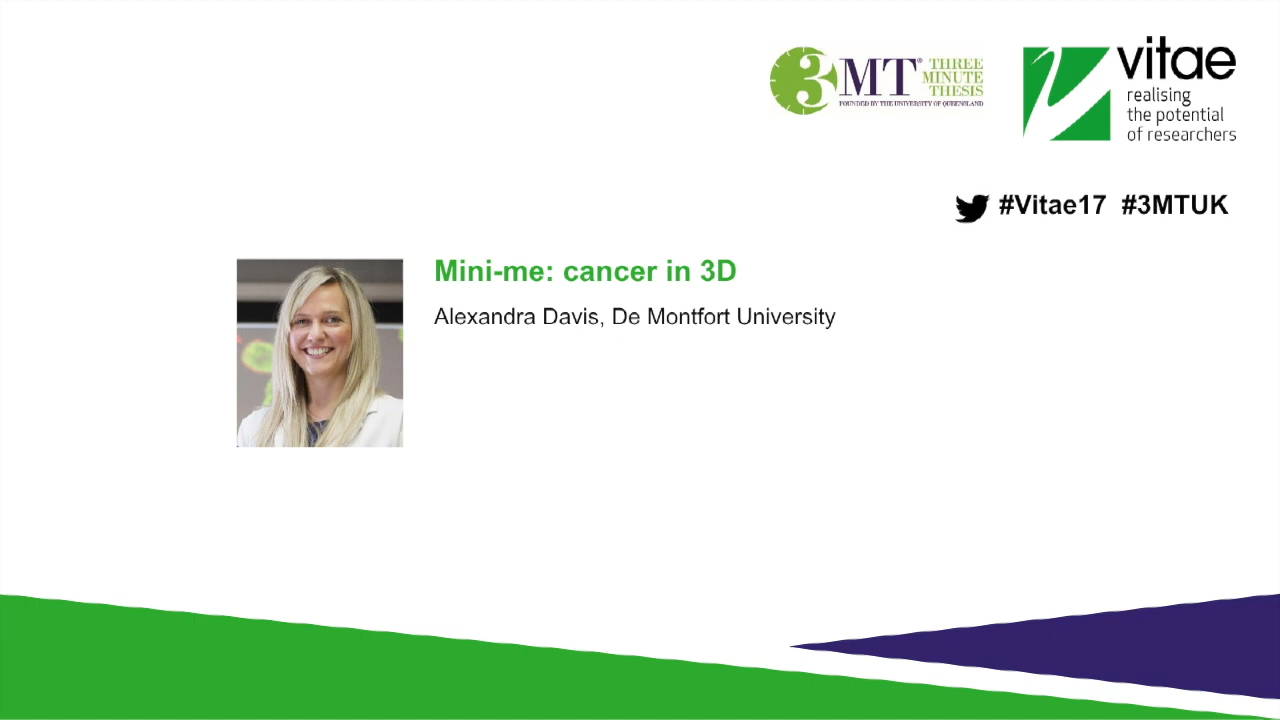 3MT® THREE
MINUTE
THESIS
FOUNDED BY THE UNIVERSITY OF QUEENSLAND
vitae
realising
the potential
of researchers
#Vitae17 #3MTUK
Mini-me: cancer in 3D
Alexandra Davis, De Montfort University